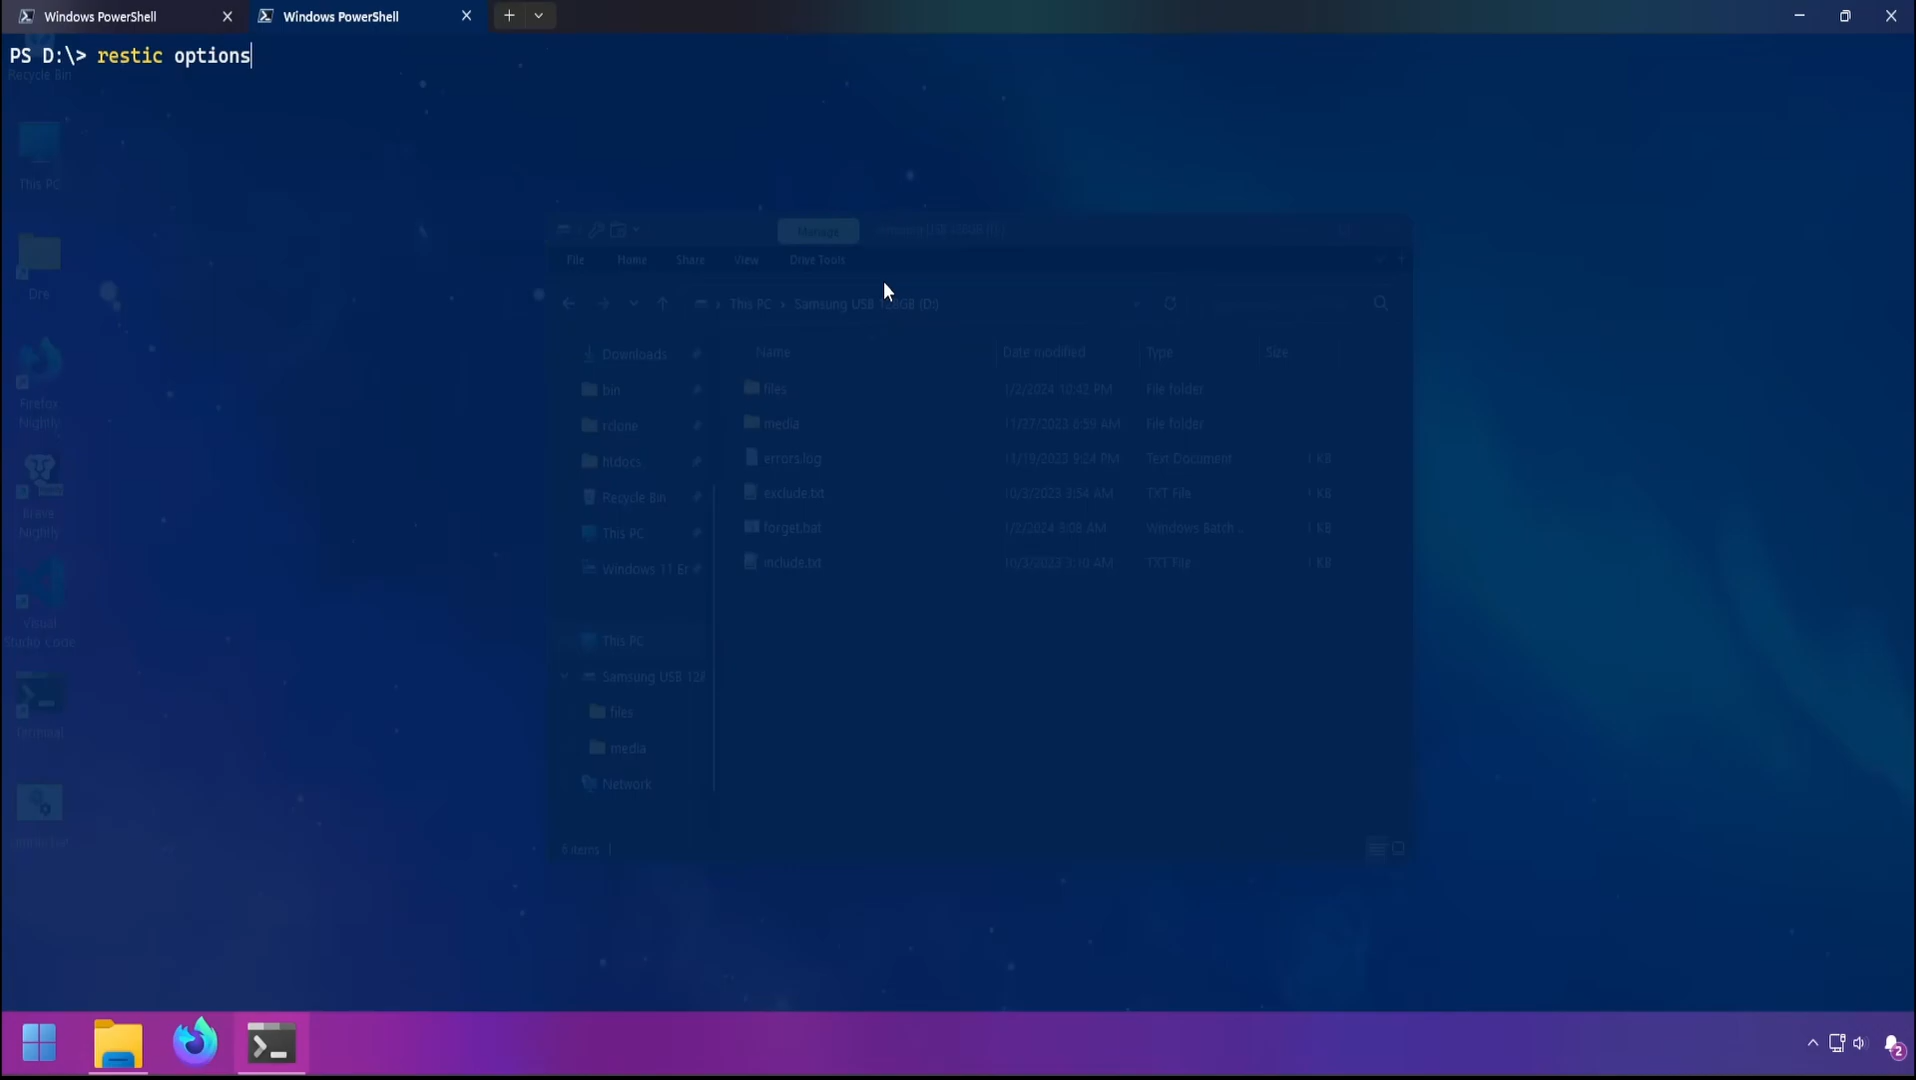 Windows PowerShell
Windows PowerShell
PS D:\> restic options
Recycle Bin
This PC
Dre
Firefox
Nightly
Brave
Nightly
Visual
Studio Code
Terminal
Manage
Samsung USB 128GB (D:)
File Home Share View Drive Tools
This PC › Samsung USB 128GB (D:)
Name Date modified Type Size
Downloads
bin
rclone
htdocs
Recycle Bin
This PC
Windows 11 Er
This PC
Samsung USB 128
files
media
Network
files 1/2/2024 10:42 PM File folder
media 11/27/2023 6:59 AM File folder
errors.log 11/19/2023 9:24 PM Text Document 1 KB
exclude.txt 10/3/2023 3:54 AM TXT File 1 KB
forget.bat 1/2/2024 3:08 AM Windows Batch ... 1 KB
include.txt 10/3/2023 3:10 AM TXT File 1 KB
6 items
2